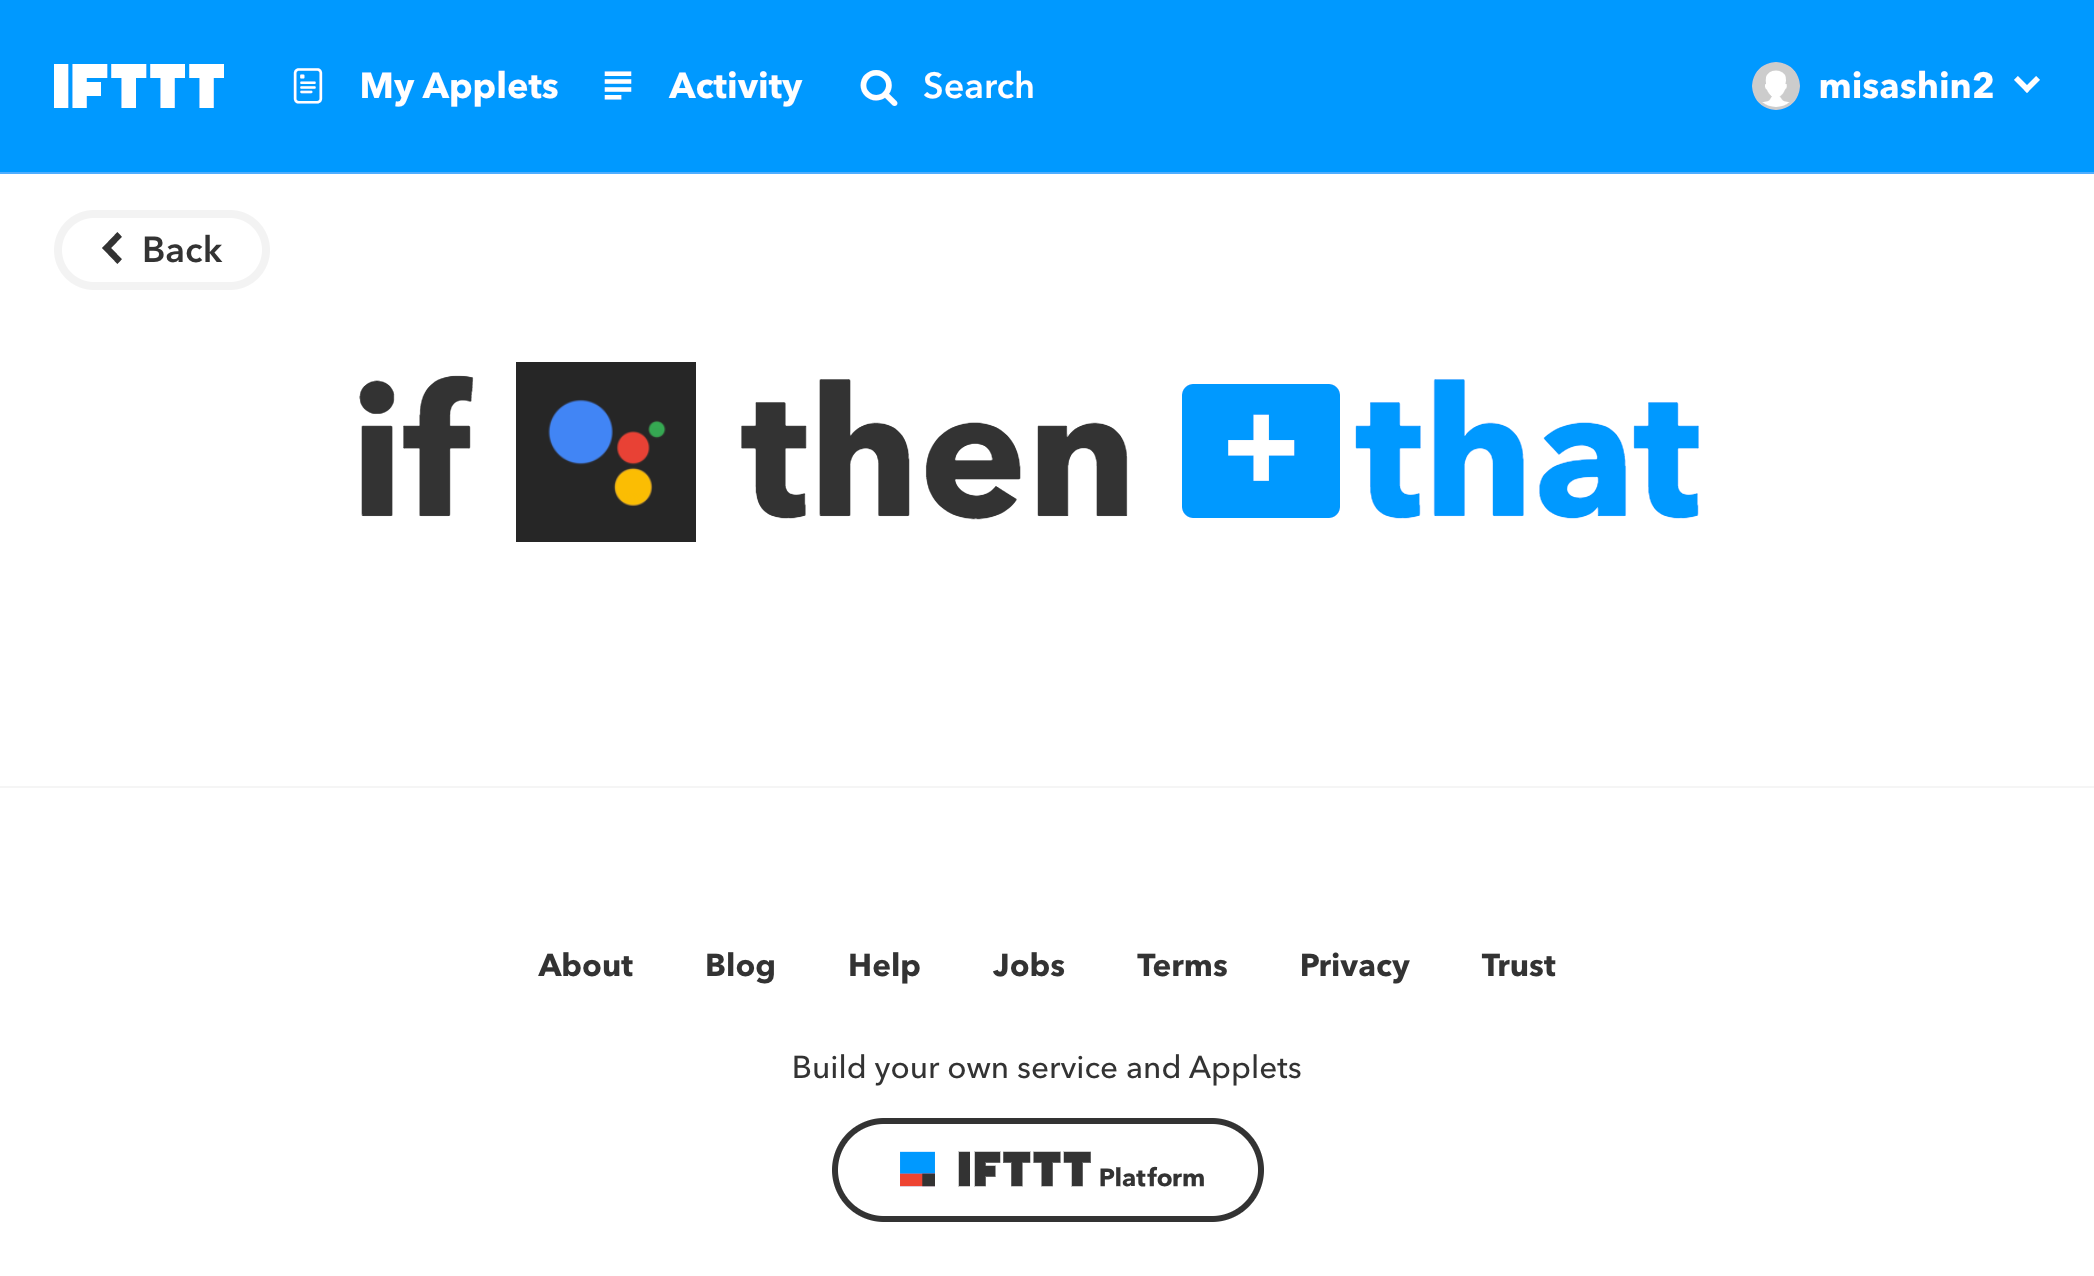 IFTTT My Applets Activity Search misashin2
Back
if then +that
About Blog Help Jobs Terms Privacy Trust
Build your own service and Applets
IFTTT Platform